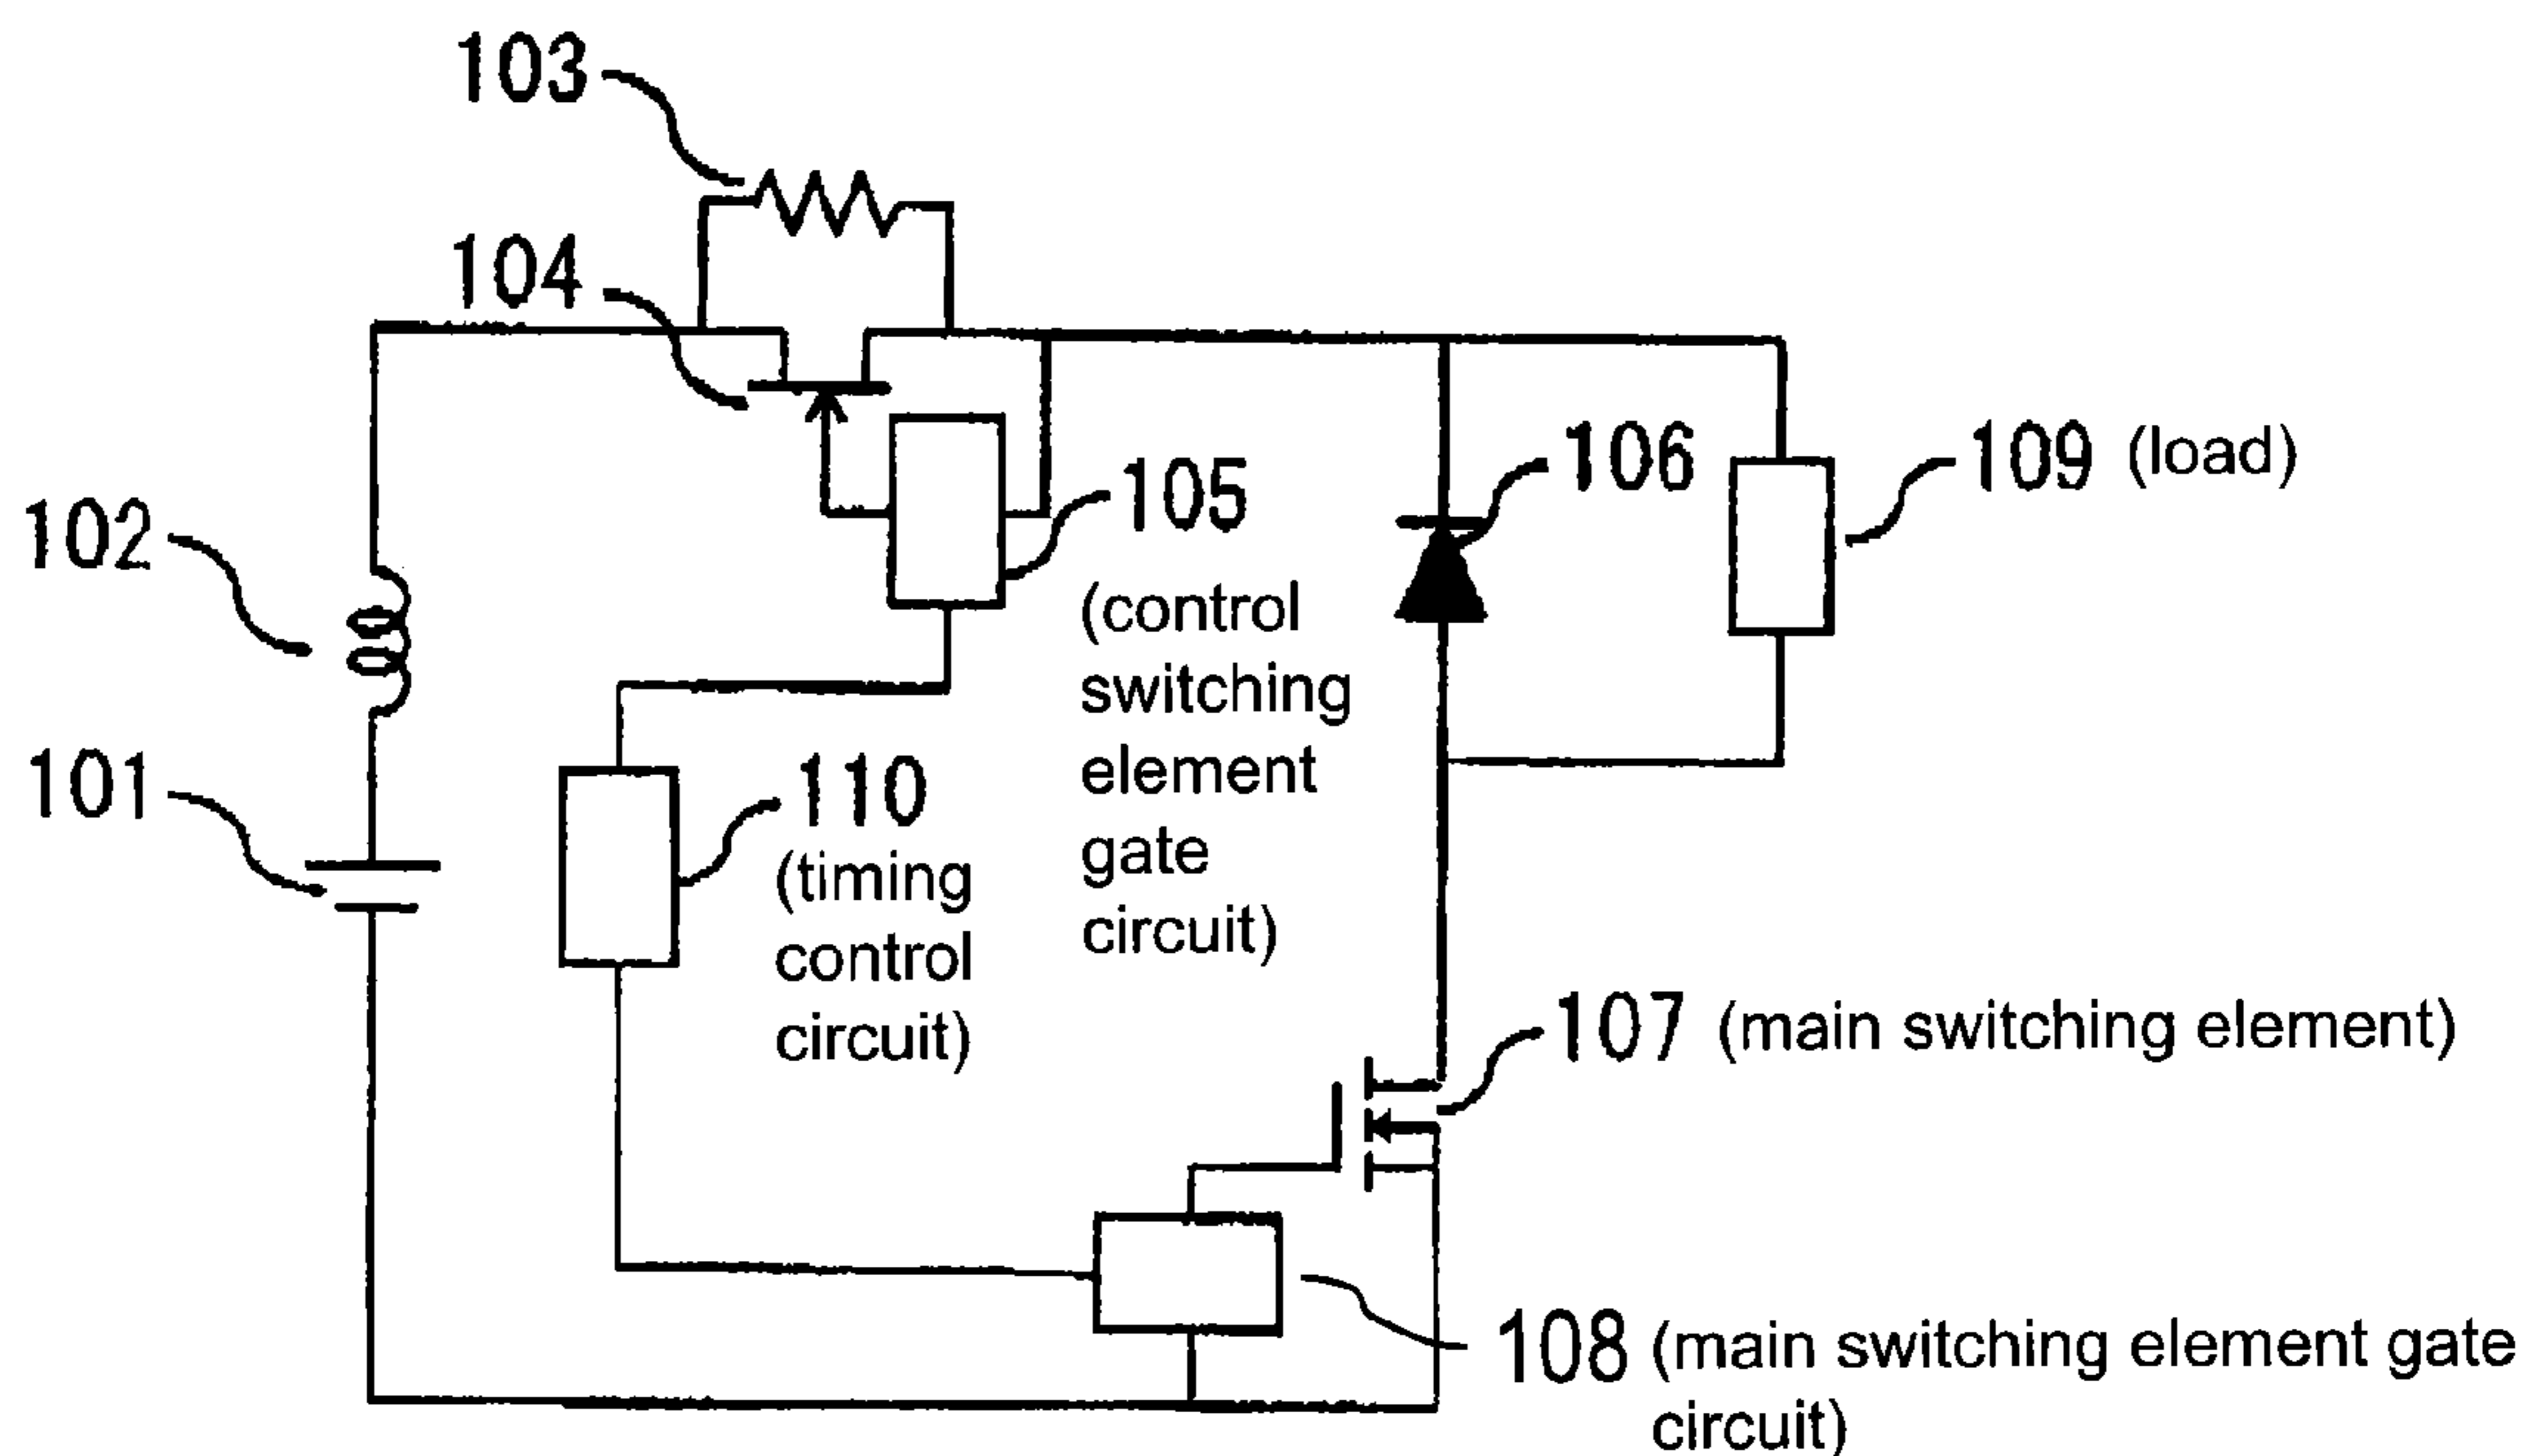 103
104
102
105
106
109 (load)
(control
switching
element
gate
circuit)
101
110
(timing
control
circuit)
107 (main switching element)
108 (main switching element gate
circuit)